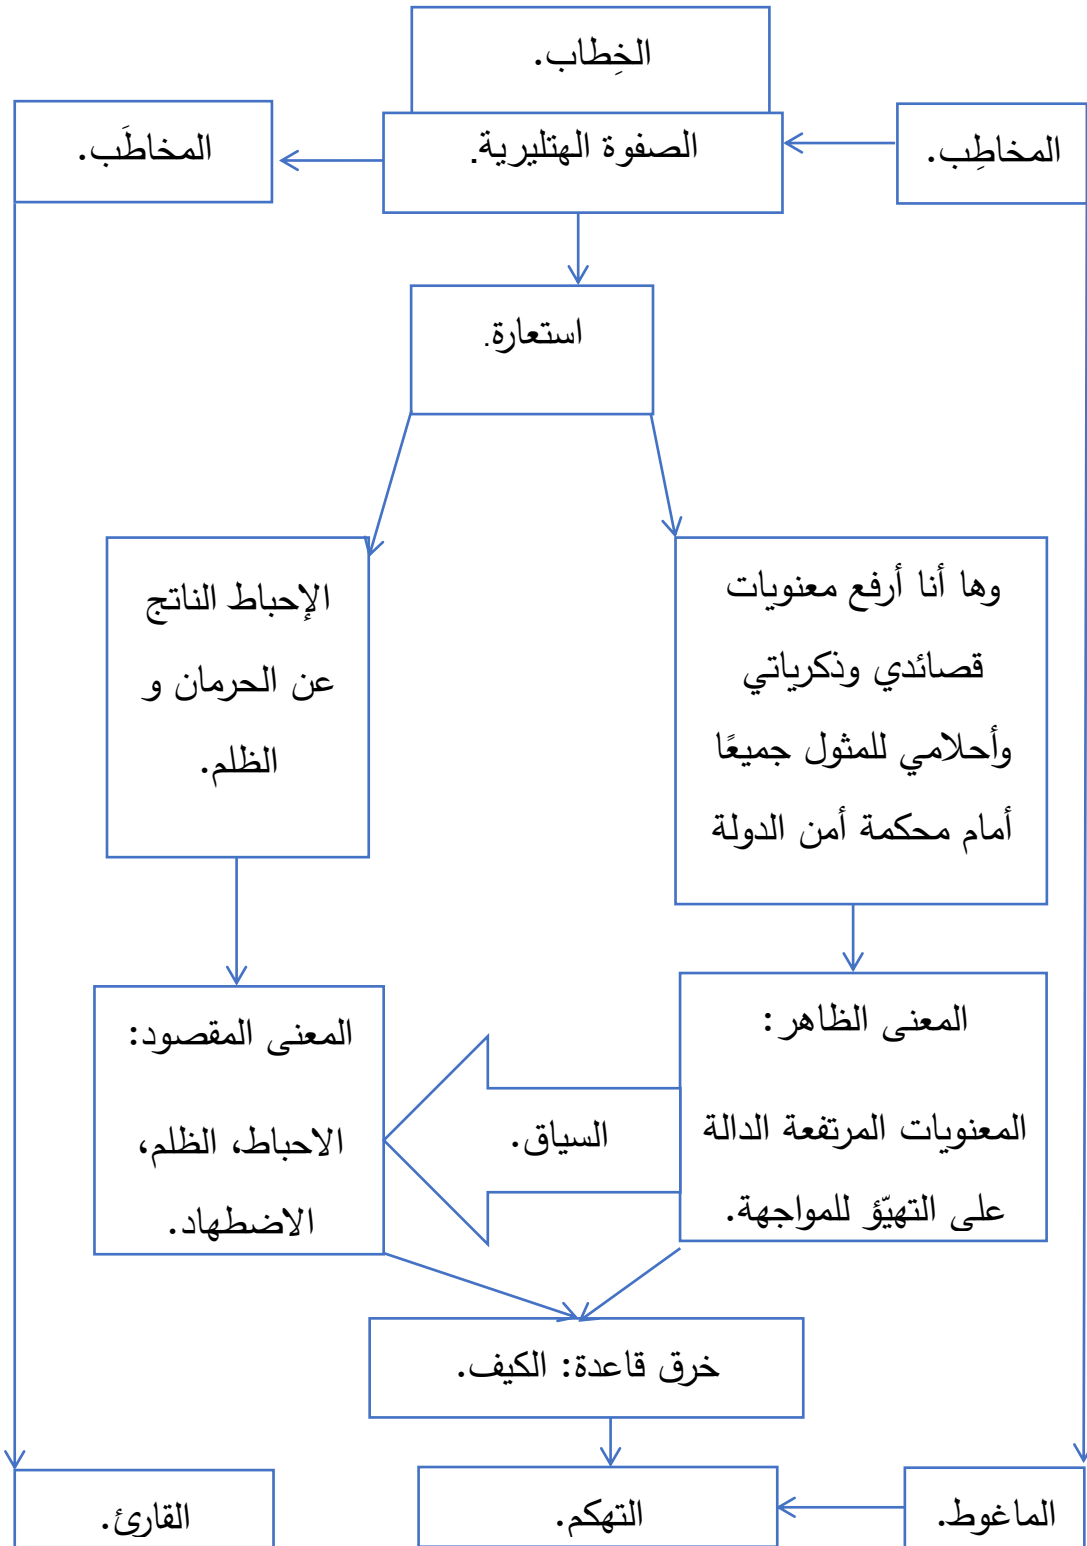 الخِطاب.
المخاطِب.
الصفوة الهتليرية.
المخاطَب.
استعارة.
وها أنا أرفع معنويات
قصائدي وذكرياتي
وأحلامي للمثول جميعًا
أمام محكمة أمن الدولة
الإحباط الناتج
عن الحرمان و
الظلم.
المعنى الظاهر:
المعنويات المرتفعة الدالة
على التهيّؤ للمواجهة.
السياق.
المعنى المقصود:
الاحباط، الظلم،
الاضطهاد.
خرق قاعدة: الكيف.
الماغوط.
التهكم.
القارئ.